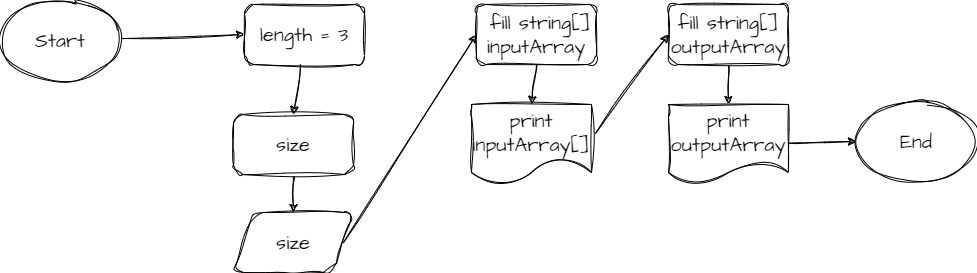 Start
length = 3
size
size
fill string[]
inputArray
print
inputArray[]
fill string[]
outputArray
print
outputArray
End